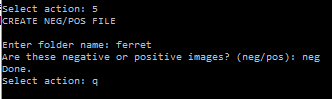 Select action: 5
CREATE NEG/POS FILE
Enter folder name: ferret
Are these negative or positive images? (neg/pos): neg
Done.
Select action: q